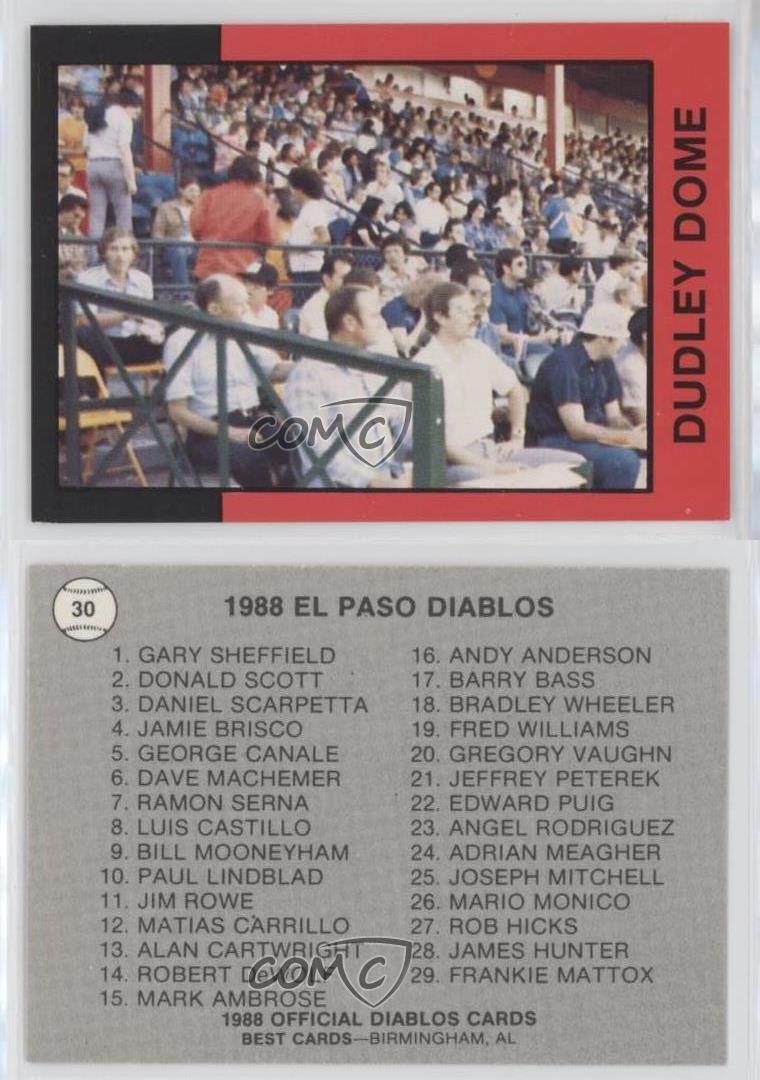 DUDLEY DOME
COMC
30
1988 EL PASO DIABLOS
1. GARY SHEFFIELD
2. DONALD SCOTT
3. DANIEL SCARPETTA
4. JAMIE BRISCO
5. GEORGE CANALE
6. DAVE MACHEMER
7. RAMON SERNA
8. LUIS CASTILLO
9. BILL MOONEYHAM
10. PAUL LINDBLAD
11. JIM ROWE
12. MATIAS CARRILLO
13. ALAN CARTWRIGHT
14. ROBERT DeWOLF
15. MARK AMBROSE
16. ANDY ANDERSON
17. BARRY BASS
18. BRADLEY WHEELER
19. FRED WILLIAMS
20. GREGORY VAUGHN
21. JEFFREY PETEREK
22. EDWARD PUIG
23. ANGEL RODRIGUEZ
24. ADRIAN MEAGHER
25. JOSEPH MITCHELL
26. MARIO MONICO
27. ROB HICKS
28. JAMES HUNTER
29. FRANKIE MATTOX
COMC
1988 OFFICIAL DIABLOS CARDS
BEST CARDS—BIRMINGHAM, AL